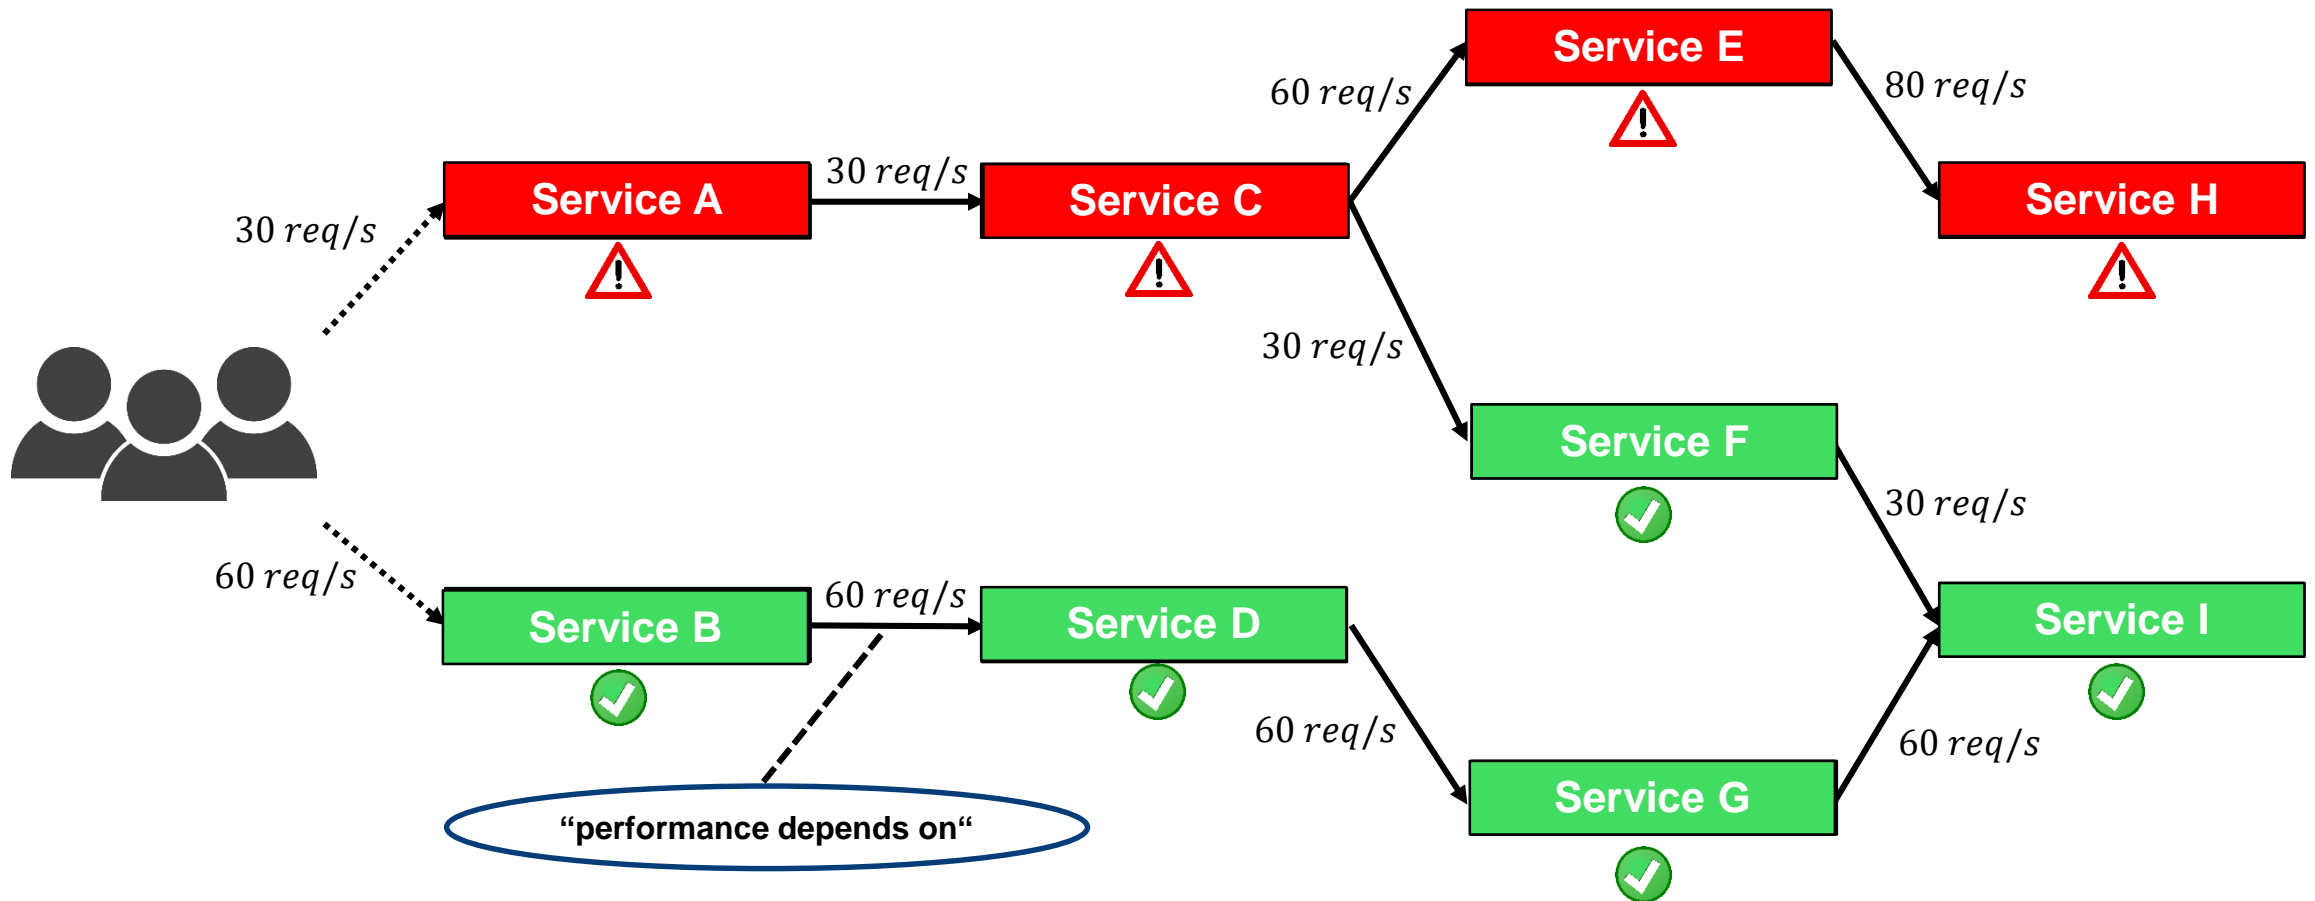 Service E
60 req/s
80 req/s
Service A
30 req/s
Service C
Service H
30 req/s
30 req/s
Service F
30 req/s
60 req/s
Service B
60 req/s
Service D
Service I
60 req/s
60 req/s
Service G
“performance depends on“